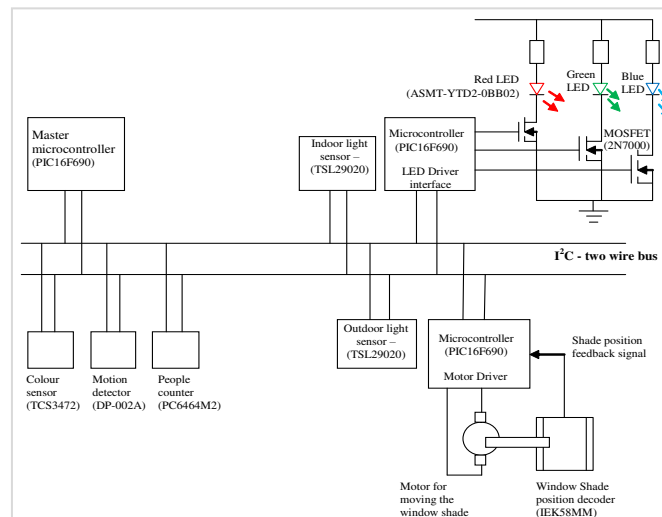 Red LED
(ASMT-YTD2-0BB02)
Green
LED
Blue
LED
Master
microcontroller
(PIC16F690)
Indoor light
sensor –
(TSL29020)
Microcontroller
(PIC16F690)
LED Driver
interface
MOSFET
(2N7000)
I²C - two wire bus
Colour
sensor
(TCS3472)
Motion
detector
(DP-002A)
People
counter
(PC6464M2)
Outdoor light
sensor –
(TSL29020)
Microcontroller
(PIC16F690)
Motor Driver
Shade position
feedback signal
Motor for
moving the
window shade
Window Shade
position decoder
(IEK58MM)